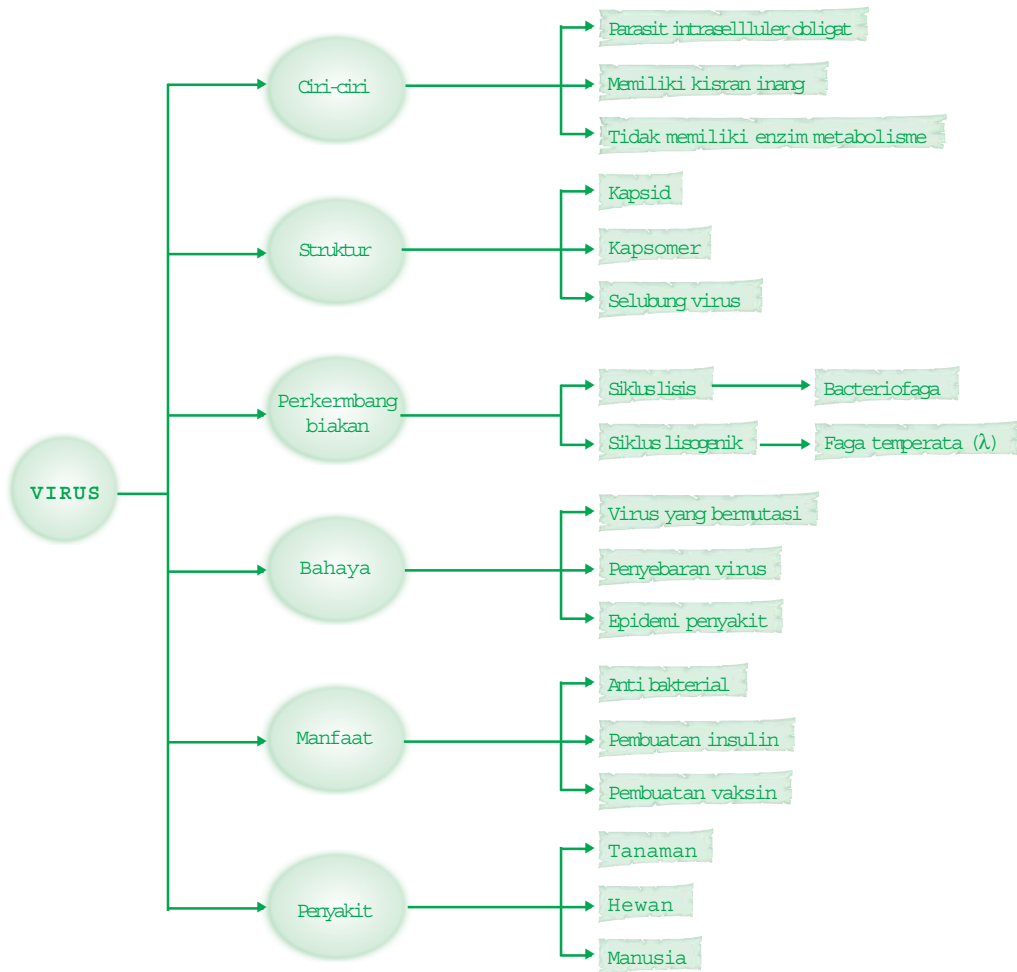 VIRUS
Ciri-ciri
Parasit intrasellluler obligat
Memiliki kisran inang
Tidak memiliki enzim metabolisme
Struktur
Kapsid
Kapsomer
Selubung virus
Perkermbang
biakan
Siklus lisis
Bacteriofaga
Siklus lisogenik
Faga temperata (λ)
Bahaya
Virus yang bermutasi
Penyebaran virus
Epidemi penyakit
Manfaat
Anti bakterial
Pembuatan insulin
Pembuatan vaksin
Penyakit
Tanaman
Hewan
Manusia